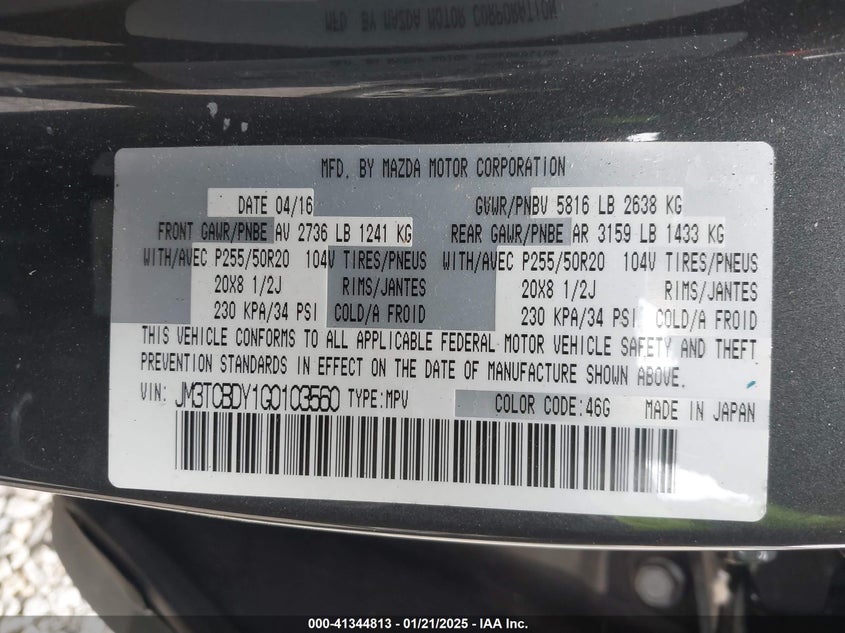 MFD. BY MAZDA MOTOR CORPORATION
MFD. BY MAZDA MOTOR CORPORATION
DATE 04/16 GVWR/PNBV 5816 LB 2638 KG
FRONT GAWR/PNBE AV 2736 LB 1241 KG REAR GAWR/PNBE AR 3159 LB 1433 KG
WITH/AVEC P255/50R20 104V TIRES/PNEUS WITH/AVEC P255/50R20 104V TIRES/PNEUS
20X8 1/2J RIMS/JANTES 20X8 1/2J RIMS/JANTES
230 KPA/34 PSI COLD/A FROID 230 KPA/34 PSI COLD/A FROID
THIS VEHICLE CONFORMS TO ALL APPLICABLE FEDERAL MOTOR VEHICLE SAFETY AND THEFT
PREVENTION STANDARDS IN EFFECT ON THE DATE OF MANUFACTURE SHOWN ABOVE.
VIN: JM3TCBDY1G0103560 TYPE:MPV COLOR CODE:46G MADE IN JAPAN
000-41344813 - 01/21/2025 - IAA Inc.